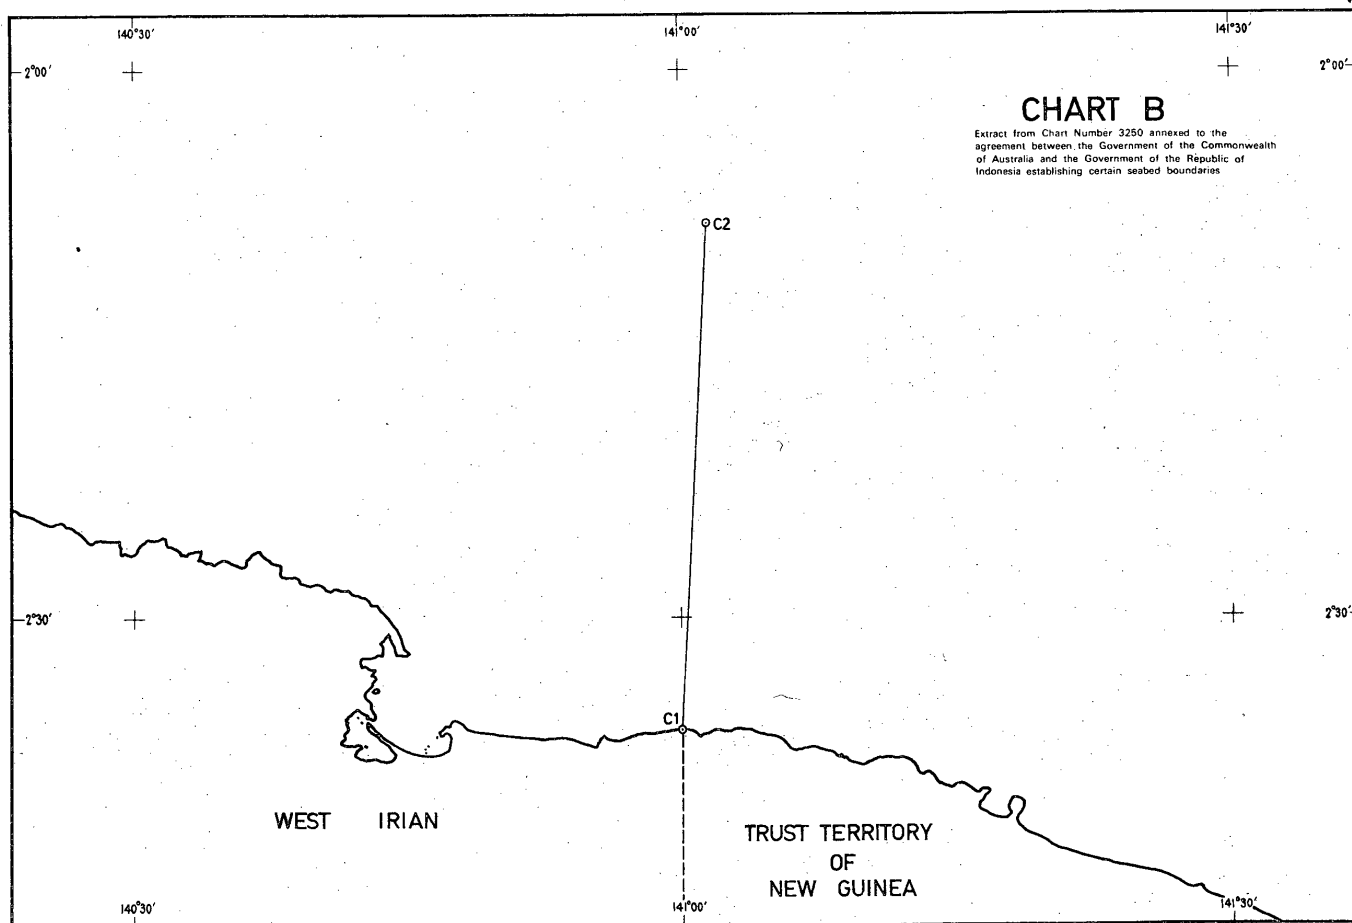 140°30′
141°00′
141°30′
2°00′
2°00′
CHART B
Extract from Chart Number 3250 annexed to the
agreement between the Government of the Commonwealth
of Australia and the Government of the Republic of
Indonesia establishing certain seabed boundaries
C2
2°30′
2°30′
C1
WEST IRIAN
TRUST TERRITORY
OF
NEW GUINEA
140°30′
141°00′
141°30′